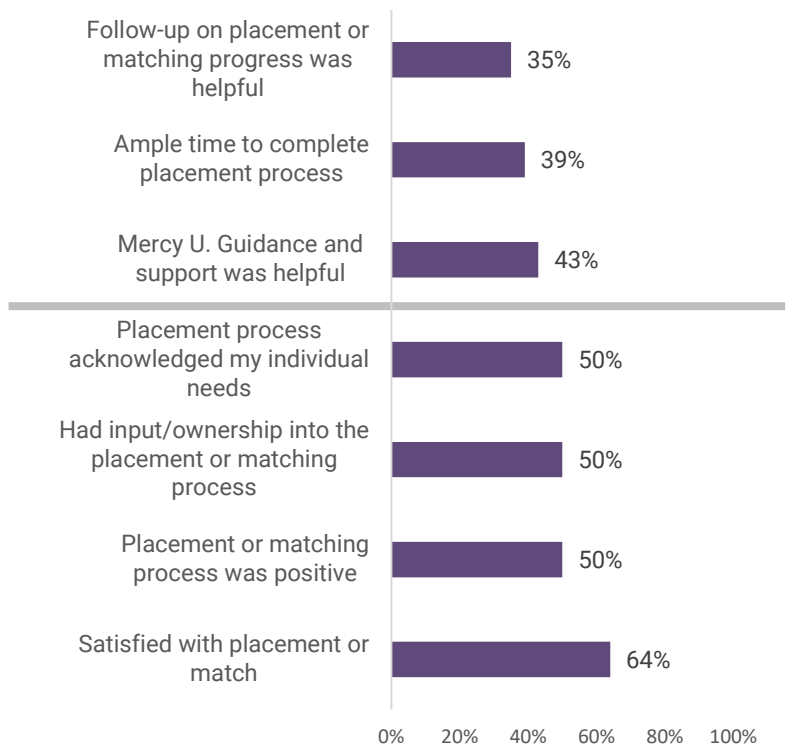 Follow-up on placement or
matching progress was
helpful
35%
Ample time to complete
placement process
39%
Mercy U. Guidance and
support was helpful
43%
Placement process
acknowledged my individual
needs
50%
Had input/ownership into the
placement or matching
process
50%
Placement or matching
process was positive
50%
Satisfied with placement or
match
64%
0% 20% 40% 60% 80% 100%